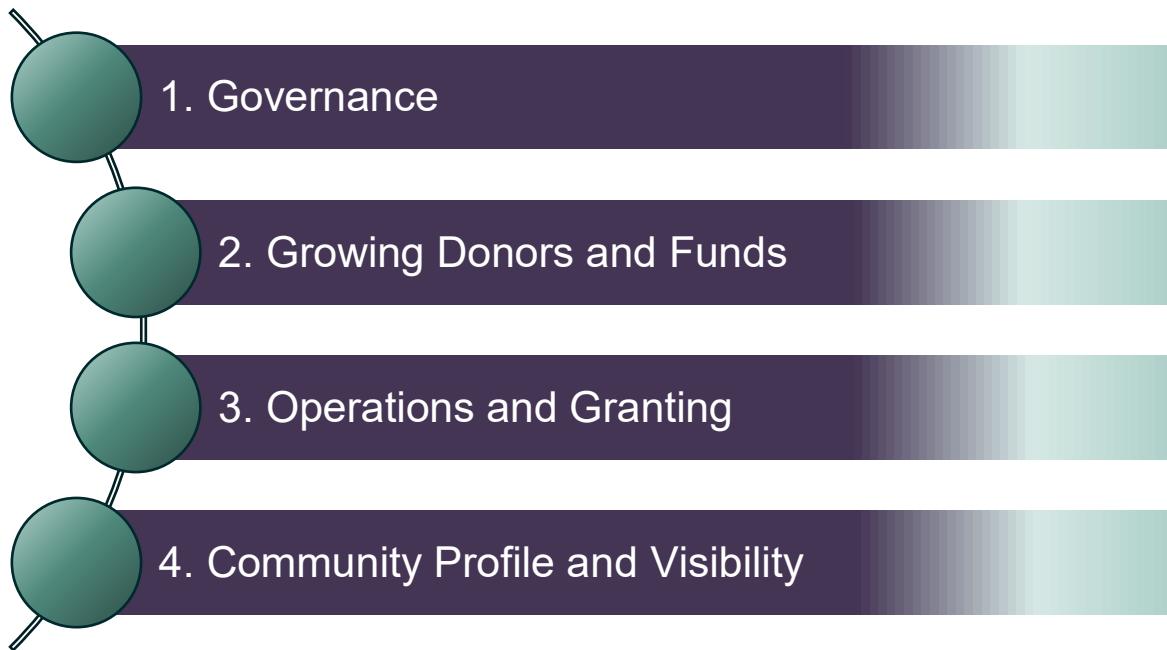 1. Governance
2. Growing Donors and Funds
3. Operations and Granting
4. Community Profile and Visibility